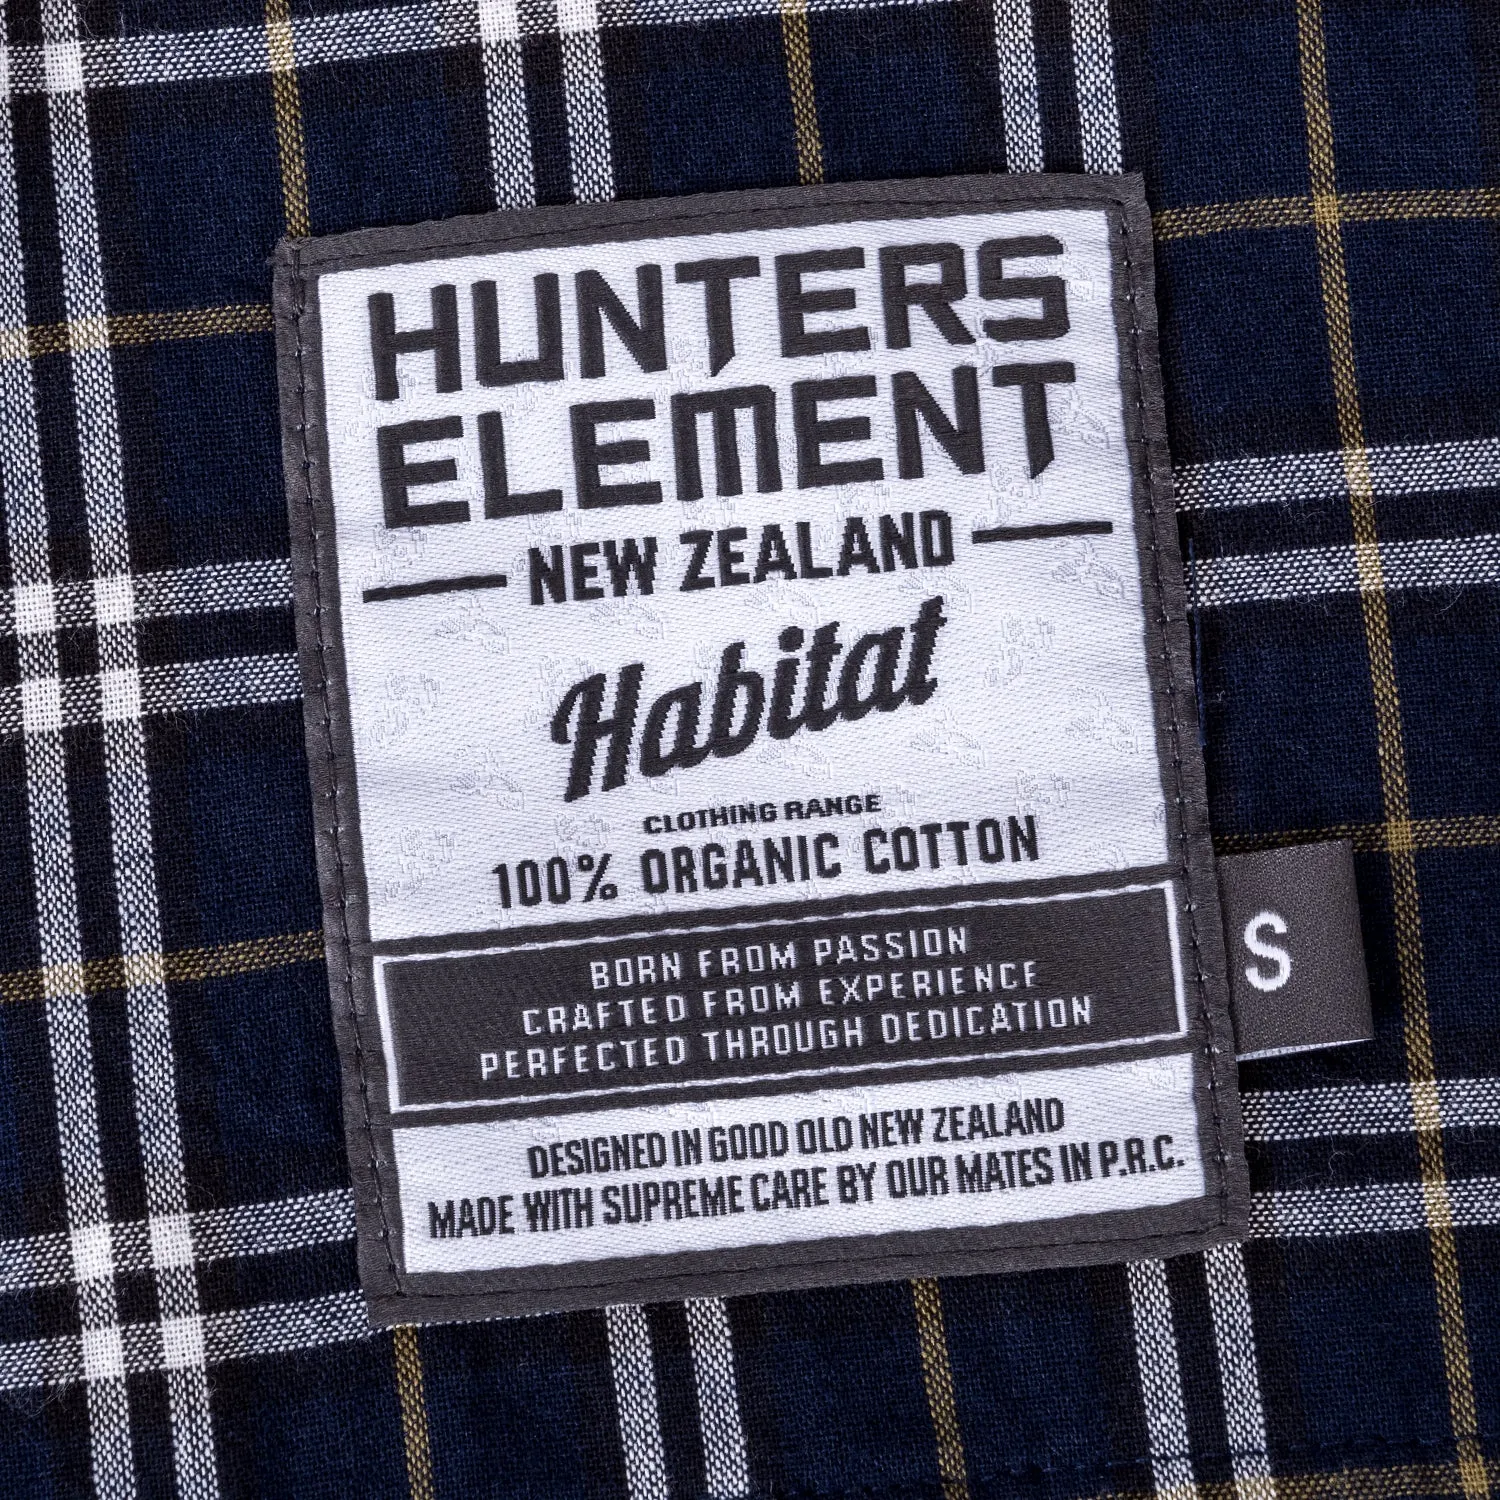 HUNTERS
ELEMENT
NEW ZEALAND
Habitat
CLOTHING RANGE
100% ORGANIC COTTON
BORN FROM PASSION
CRAFTED FROM EXPERIENCE
PERFECTED THROUGH DEDICATION
S
DESIGNED IN GOOD OLD NEW ZEALAND
MADE WITH SUPREME CARE BY OUR MATES IN P.R.C.